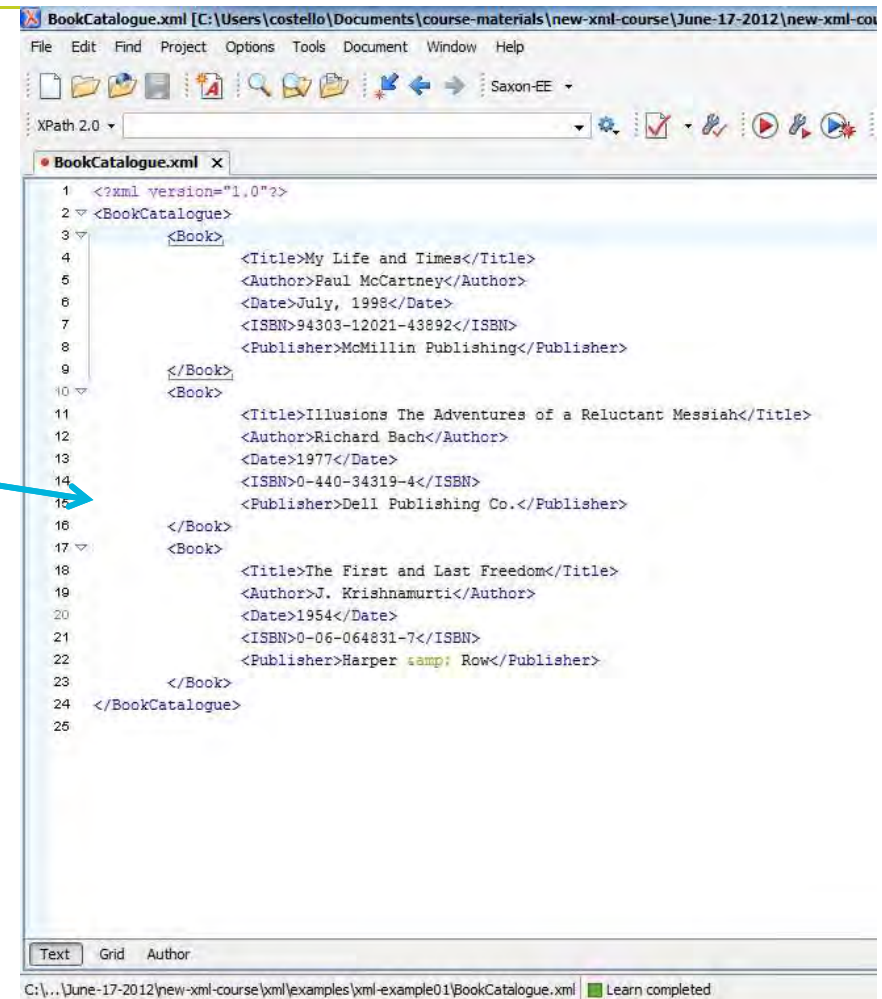 BookCatalogue.xml [C:\Users\costello\Documents\course-materials\new-xml-course\June-17-2012\new-xml-cou
File Edit Find Project Options Tools Document Window Help
Saxon-EE
XPath 2.0
BookCatalogue.xml X
1 <?xml version="1.0"?>
2 <BookCatalogue>
3 <Book>
4 <Title>My Life and Times</Title>
5 <Author>Paul McCartney</Author>
6 <Date>July, 1998</Date>
7 <ISBN>94303-12021-43892</ISBN>
8 <Publisher>McMillin Publishing</Publisher>
9 </Book>
10 <Book>
11 <Title>Illusions The Adventures of a Reluctant Messiah</Title>
12 <Author>Richard Bach</Author>
13 <Date>1977</Date>
14 <ISBN>0-440-34319-4</ISBN>
15 <Publisher>Dell Publishing Co.</Publisher>
16 </Book>
17 <Book>
18 <Title>The First and Last Freedom</Title>
19 <Author>J. Krishnamurti</Author>
20 <Date>1954</Date>
21 <ISBN>0-06-064831-7</ISBN>
22 <Publisher>Harper &amp; Row</Publisher>
23 </Book>
24 </BookCatalogue>
25
Text Grid Author
C:\...\June-17-2012\new-xml-course\xml\examples\xml-example01\BookCatalogue.xml Learn completed